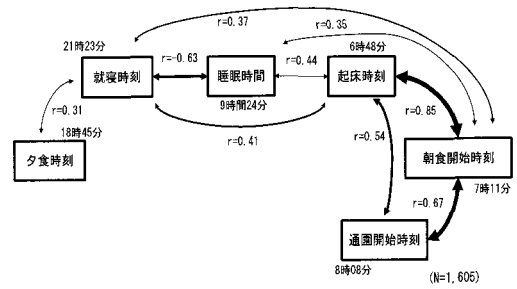 r=0.37
r=0.35
21時23分
就寝時刻
r=-0.63
睡眠時間
9時間24分
r=0.44
6時48分
起床時刻
r=0.31
r=0.41
r=0.54
r=0.85
18時45分
夕食時刻
朝食開始時刻
7時11分
r=0.67
通園開始時刻
8時08分
(N=1,605)